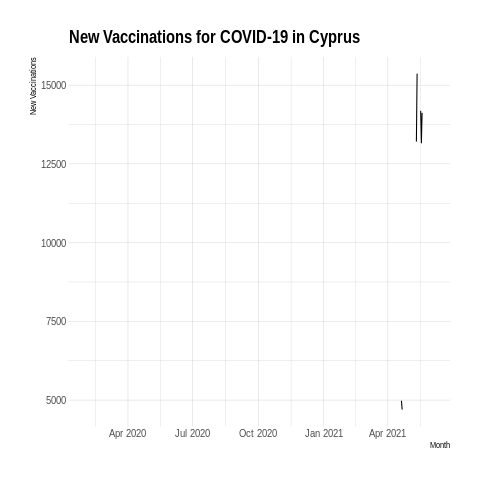 New Vaccinations for COVID-19 in Cyprus
New Vaccinations
15000
12500
10000
7500
5000
Apr 2020
Jul 2020
Oct 2020
Jan 2021
Apr 2021
Month